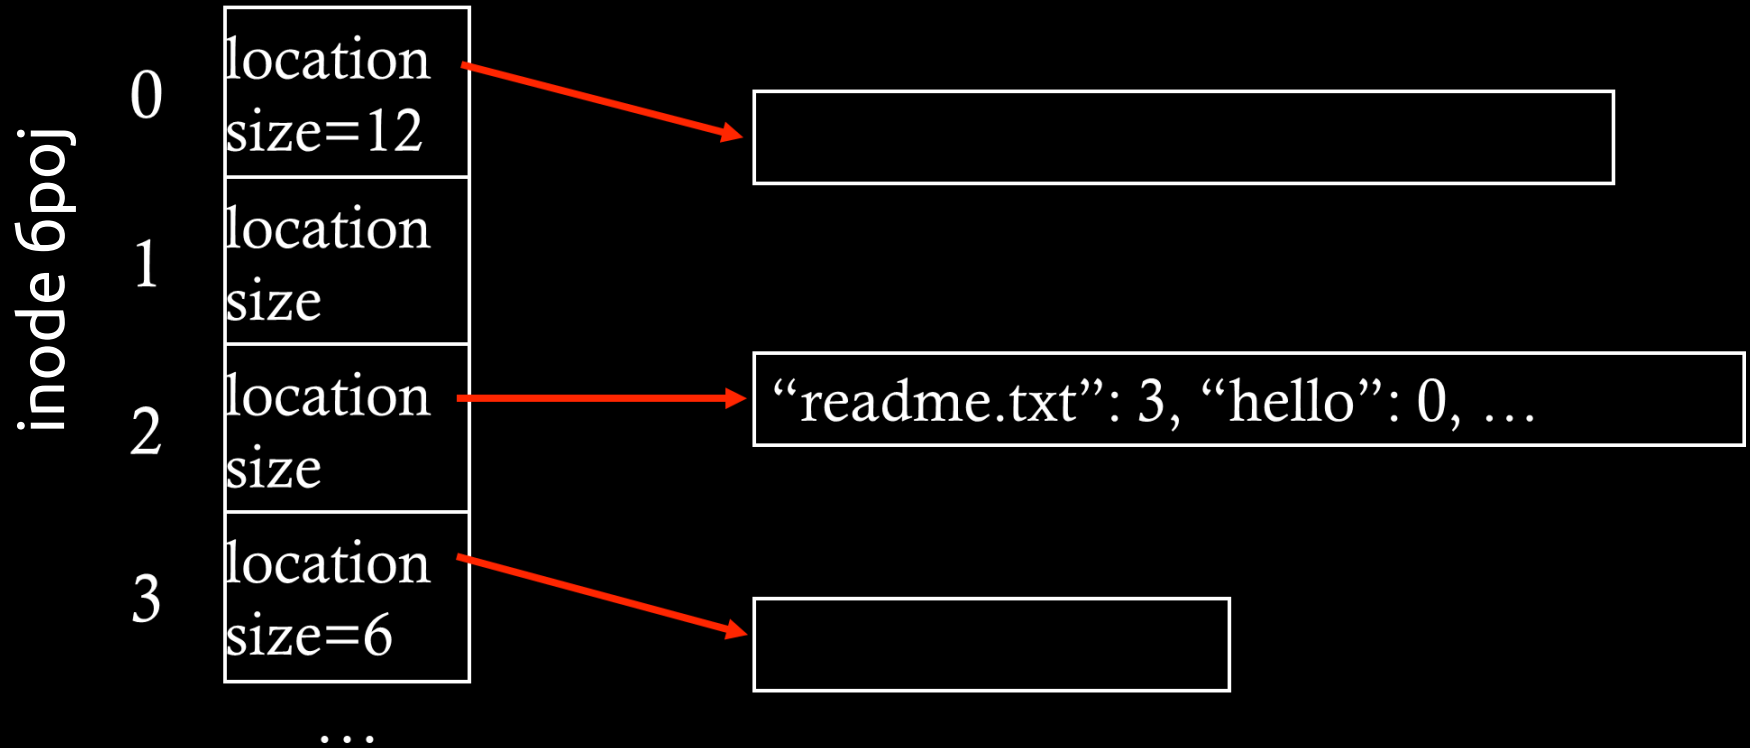 inode 6poj
0
location
size=12
1
location
size
2
location
size
“readme.txt”: 3, “hello”: 0, …
3
location
size=6
…